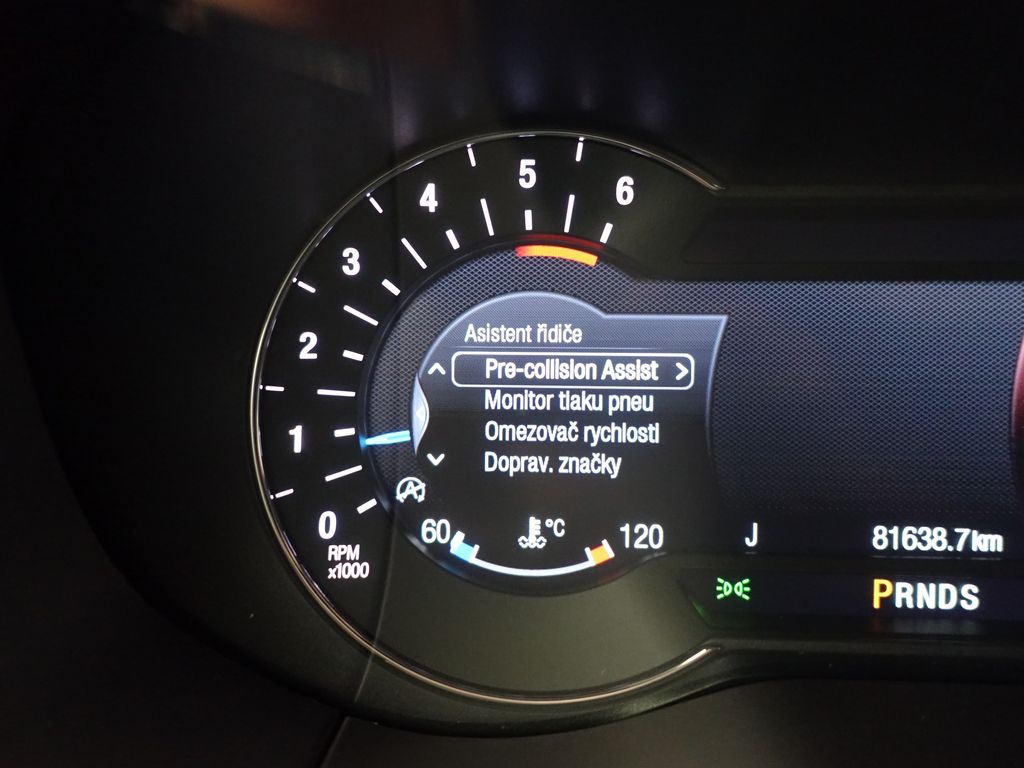 6
5
4
3
2
1
0
RPM
x1000
Asistent řidiče
Pre-collision Assist >
Monitor tlaku pneu
Omezovač rychlosti
Doprav. značky
A
60 °C 120
J 81638.7km
PRNDS